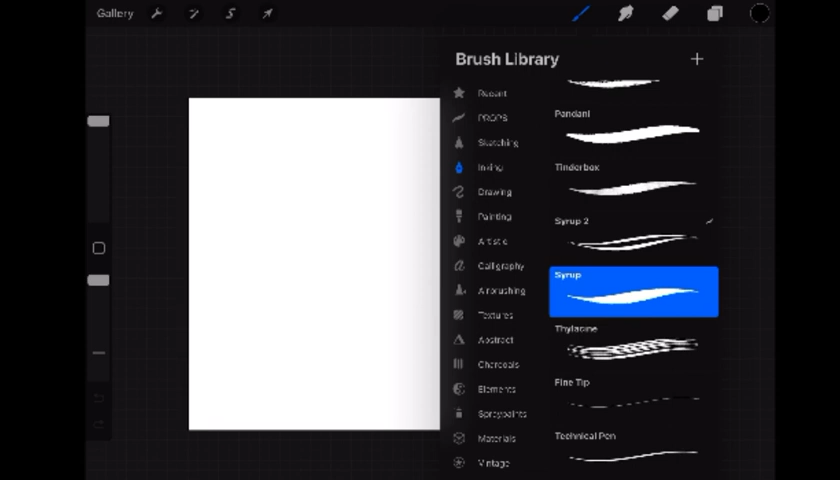 Gallery
Brush Library
Recent
PROPS
Sketching
Inking
Drawing
Painting
Artistic
Calligraphy
Airbrushing
Textures
Abstract
Charcoals
Elements
Spraypaints
Materials
Vintage
Pandani
Tinderbox
Syrup 2
Syrup
Thylacine
Fine Tip
Technical Pen